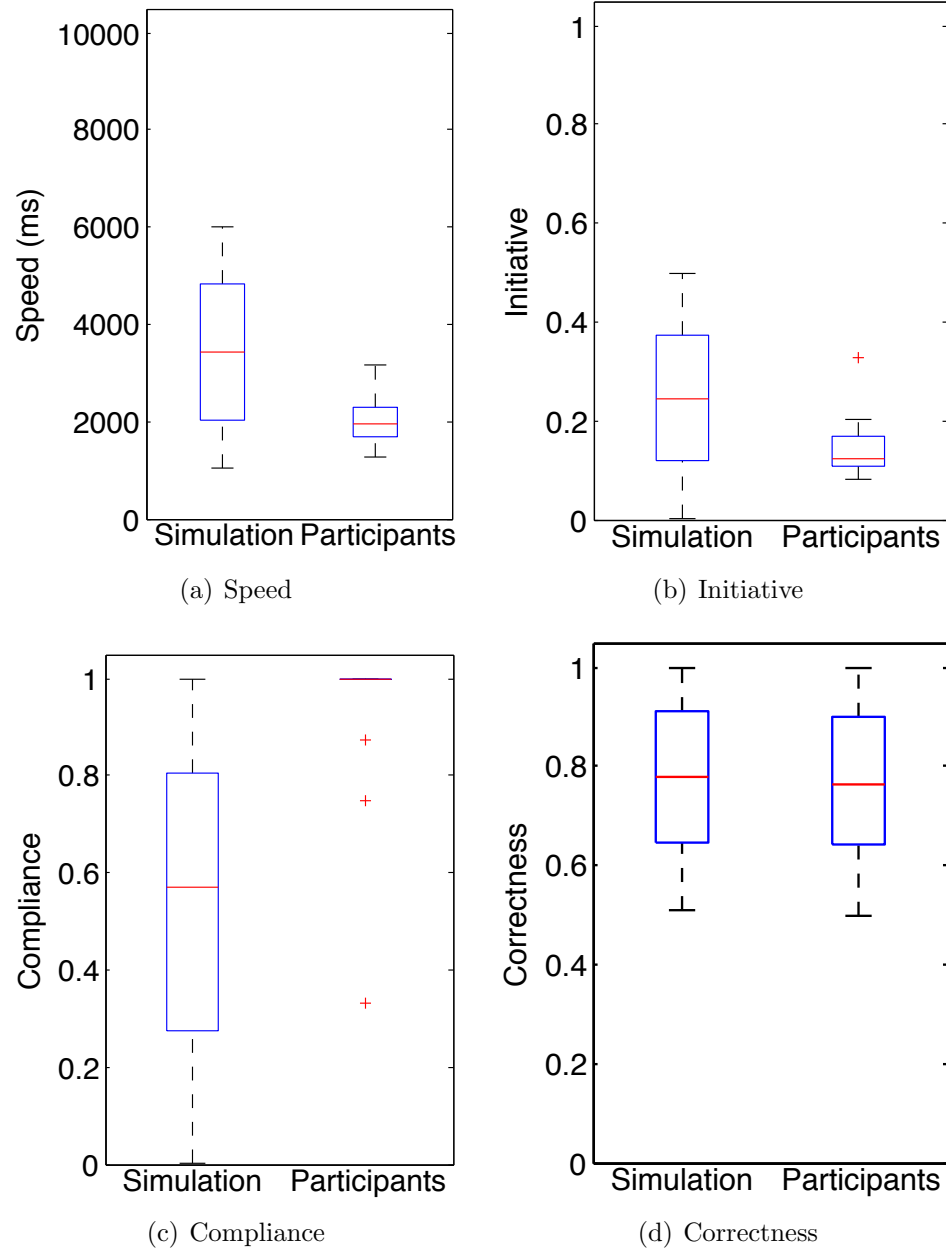 10000
8000
6000
4000
2000
0
Speed (ms)
Simulation Participants
(a) Speed
1
0.8
0.6
0.4
0.2
0
Initiative
Simulation Participants
(b) Initiative
1
0.8
0.6
0.4
0.2
0
Compliance
Simulation Participants
(c) Compliance
1
0.8
0.6
0.4
0.2
0
Correctness
Simulation Participants
(d) Correctness